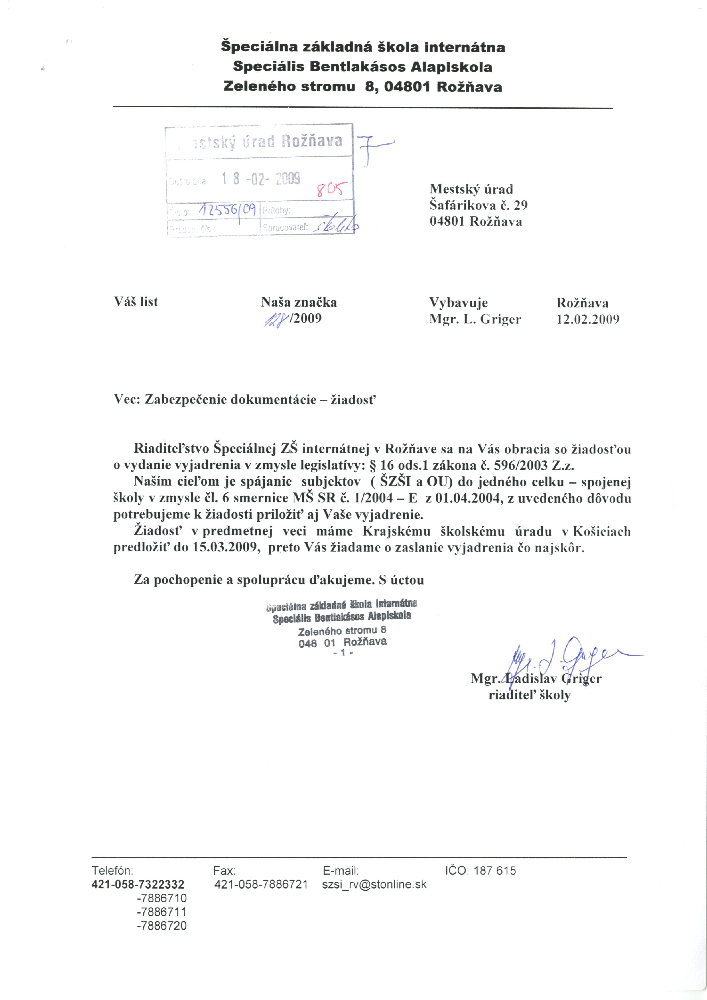 Špeciálna základná škola internátna
Speciális Bentlakásos Alapiskola
Zeleného stromu 8, 04801 Rožňava
Mestský úrad Rožňava
7
Došlo dňa: 18 -02- 2009
805
Číslo: 12556/09 Prílohy:
Predch. čís.: Spracovateľ:
Mestský úrad
Šafárikova č. 29
04801 Rožňava
Váš list Naša značka Vybavuje Rožňava
128/2009 Mgr. L. Griger 12.02.2009
Vec: Zabezpečenie dokumentácie – žiadosť
Riaditeľstvo Špeciálnej ZŠ internátnej v Rožňave sa na Vás obracia so žiadosťou
o vydanie vyjadrenia v zmysle legislatívy: § 16 ods.1 zákona č. 596/2003 Z.z.
Naším cieľom je spájanie subjektov ( ŠZŠI a OU) do jedného celku – spojenej
školy v zmysle čl. 6 smernice MŠ SR č. 1/2004 – E z 01.04.2004, z uvedeného dôvodu
potrebujeme k žiadosti priložiť aj Vaše vyjadrenie.
Žiadosť v predmetnej veci máme Krajskému školskému úradu v Košiciach
predložiť do 15.03.2009, preto Vás žiadame o zaslanie vyjadrenia čo najskôr.
Za pochopenie a spoluprácu ďakujeme. S úctou
Špeciálna základná škola internátna
Speciális Bentlakásos Alapiskola
Zeleného stromu 8
048 01 Rožňava
- 1 -
Mgr. Ladislav Griger
riaditeľ školy
Telefón: Fax: E-mail: IČO: 187 615
421-058-7322332 421-058-7886721 szsi_rv@stonline.sk
-7886710
-7886711
-7886720